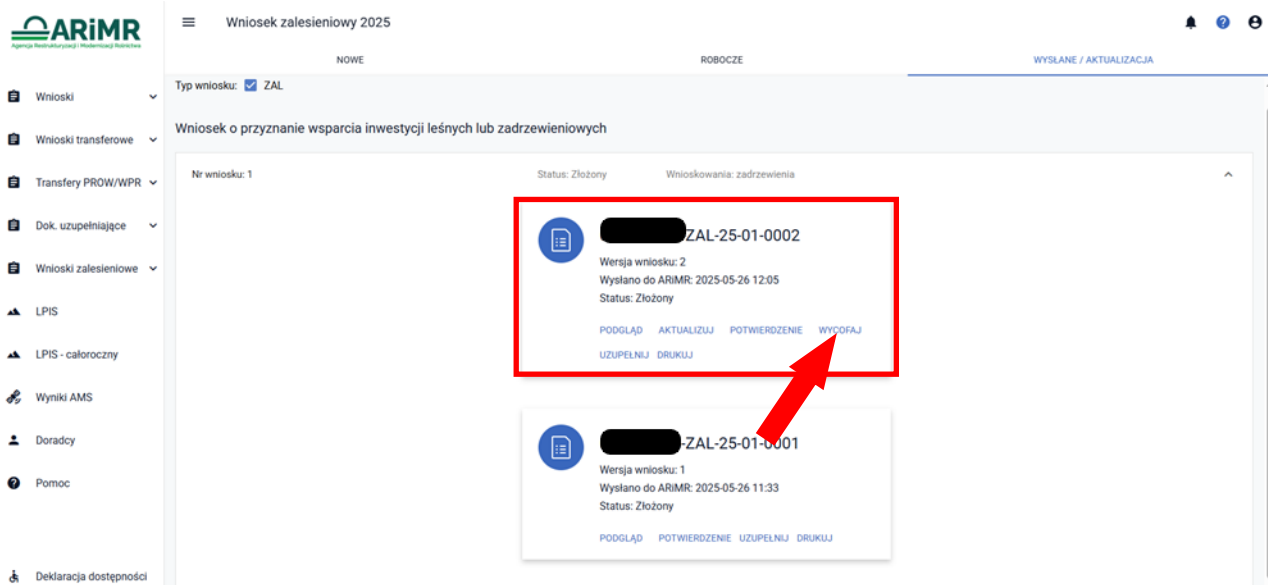 ARiMR
Agencja Restrukturyzacji i Modernizacji Rolnictwa
Wniosek zalesieniowy 2025
NOWE
ROBOCZE
WYSŁANE / AKTUALIZACJA
Typ wniosku: ZAL
Wnioski
Wnioski transferowe
Transfery PROW/WPR
Dok. uzupełniające
Wnioski zalesieniowe
LPIS
LPIS - całoroczny
Wyniki AMS
Doradcy
Pomoc
Deklaracja dostępności
Wniosek o przyznanie wsparcia inwestycji leśnych lub zadrzewieniowych
Nr wniosku: 1
Status: Złożony
Wnioskowania: zadrzewienia
ZAL-25-01-0002
Wersja wniosku: 2
Wysłano do ARiMR: 2025-05-26 12:05
Status: Złożony
PODGLĄD AKTUALIZUJ POTWIERDZENIE WYCOFAJ
UZUPEŁNIJ DRUKUJ
-ZAL-25-01-0001
Wersja wniosku: 1
Wysłano do ARiMR: 2025-05-26 11:33
Status: Złożony
PODGLĄD POTWIERDZENIE UZUPEŁNIJ DRUKUJ